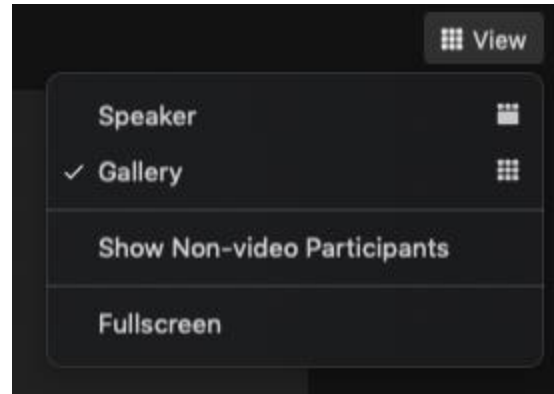 View
Speaker
Gallery
Show Non-video Participants
Fullscreen